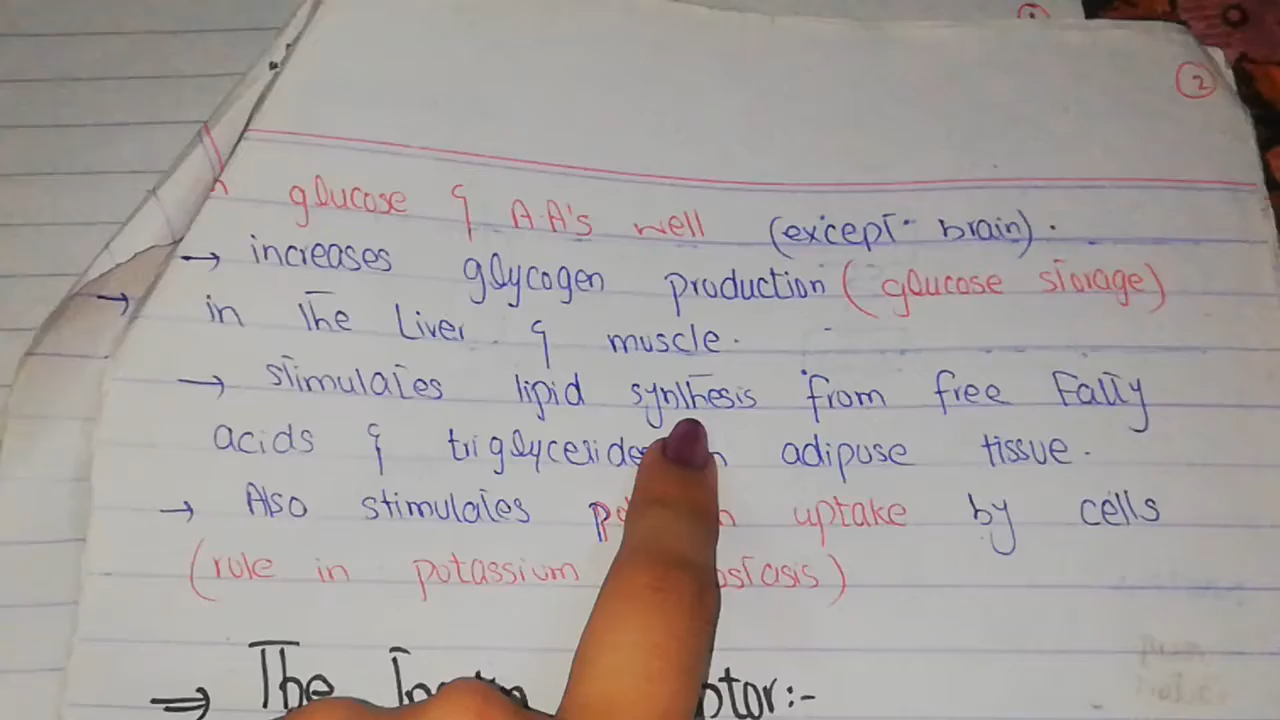 2
glucose & A.A's well (except brain).
→ increases glycogen production (glucose storage)
in the Liver & muscle.
→ stimulates lipid synthesis from free Fatty
acids & triglyceride adipose tissue.
→ Also stimulates uptake by cells
(role in potassium
⇒ The :-